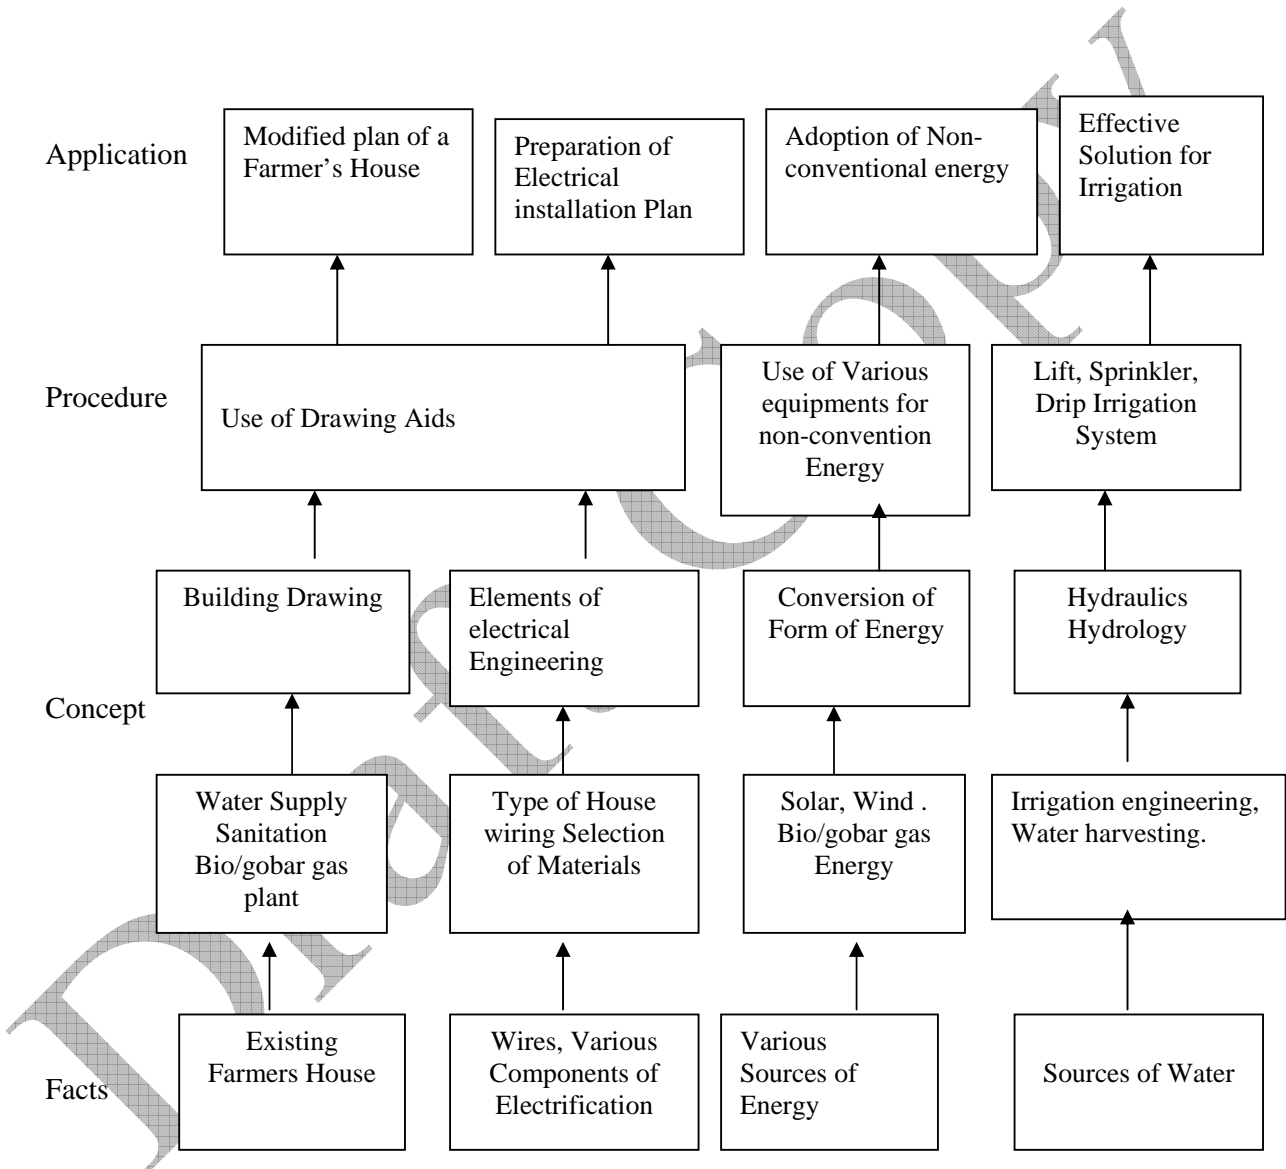 Application
Modified plan of a
Farmer's House
Preparation of
Electrical
installation Plan
Adoption of Non-
conventional energy
Effective
Solution for
Irrigation
Procedure
Use of Drawing Aids
Use of Various
equipments for
non-convention
Energy
Lift, Sprinkler,
Drip Irrigation
System
Concept
Building Drawing
Elements of
electrical
Engineering
Conversion of
Form of Energy
Hydraulics
Hydrology
Water Supply
Sanitation
Bio/gobar gas
plant
Type of House
wiring Selection
of Materials
Solar, Wind .
Bio/gobar gas
Energy
Irrigation engineering,
Water harvesting.
Facts
Existing
Farmers House
Wires, Various
Components of
Electrification
Various
Sources of
Energy
Sources of Water
Draft Copy